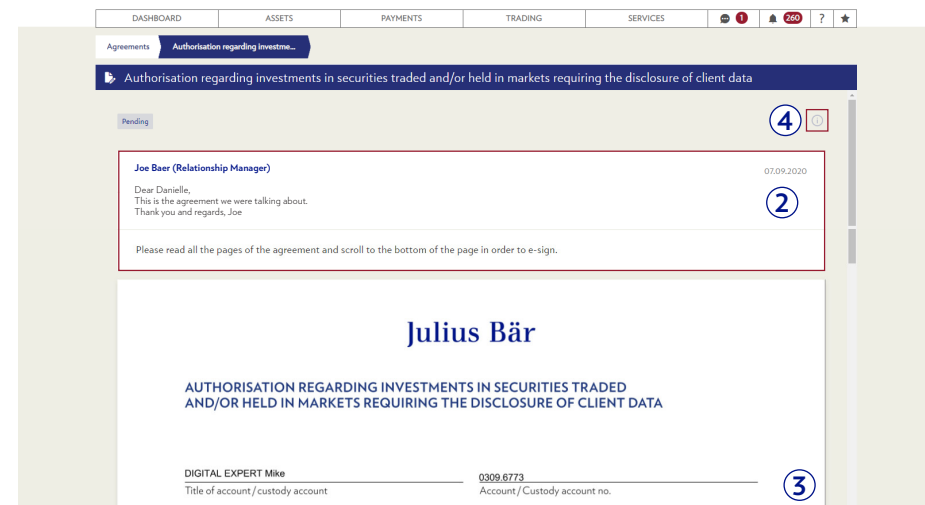 DASHBOARD ASSETS PAYMENTS TRADING SERVICES 1 260 ?
Agreements Authorisation regarding investme...
Authorisation regarding investments in securities traded and/or held in markets requiring the disclosure of client data
Pending
4
Joe Baer (Relationship Manager) 07.09.2020
Dear Danielle,
This is the agreement we were talking about.
Thank you and regards, Joe
2
Please read all the pages of the agreement and scroll to the bottom of the page in order to e-sign.
Julius Bär
AUTHORISATION REGARDING INVESTMENTS IN SECURITIES TRADED
AND/OR HELD IN MARKETS REQUIRING THE DISCLOSURE OF CLIENT DATA
DIGITAL EXPERT Mike 0309.6773
Title of account / custody account Account / Custody account no.
3